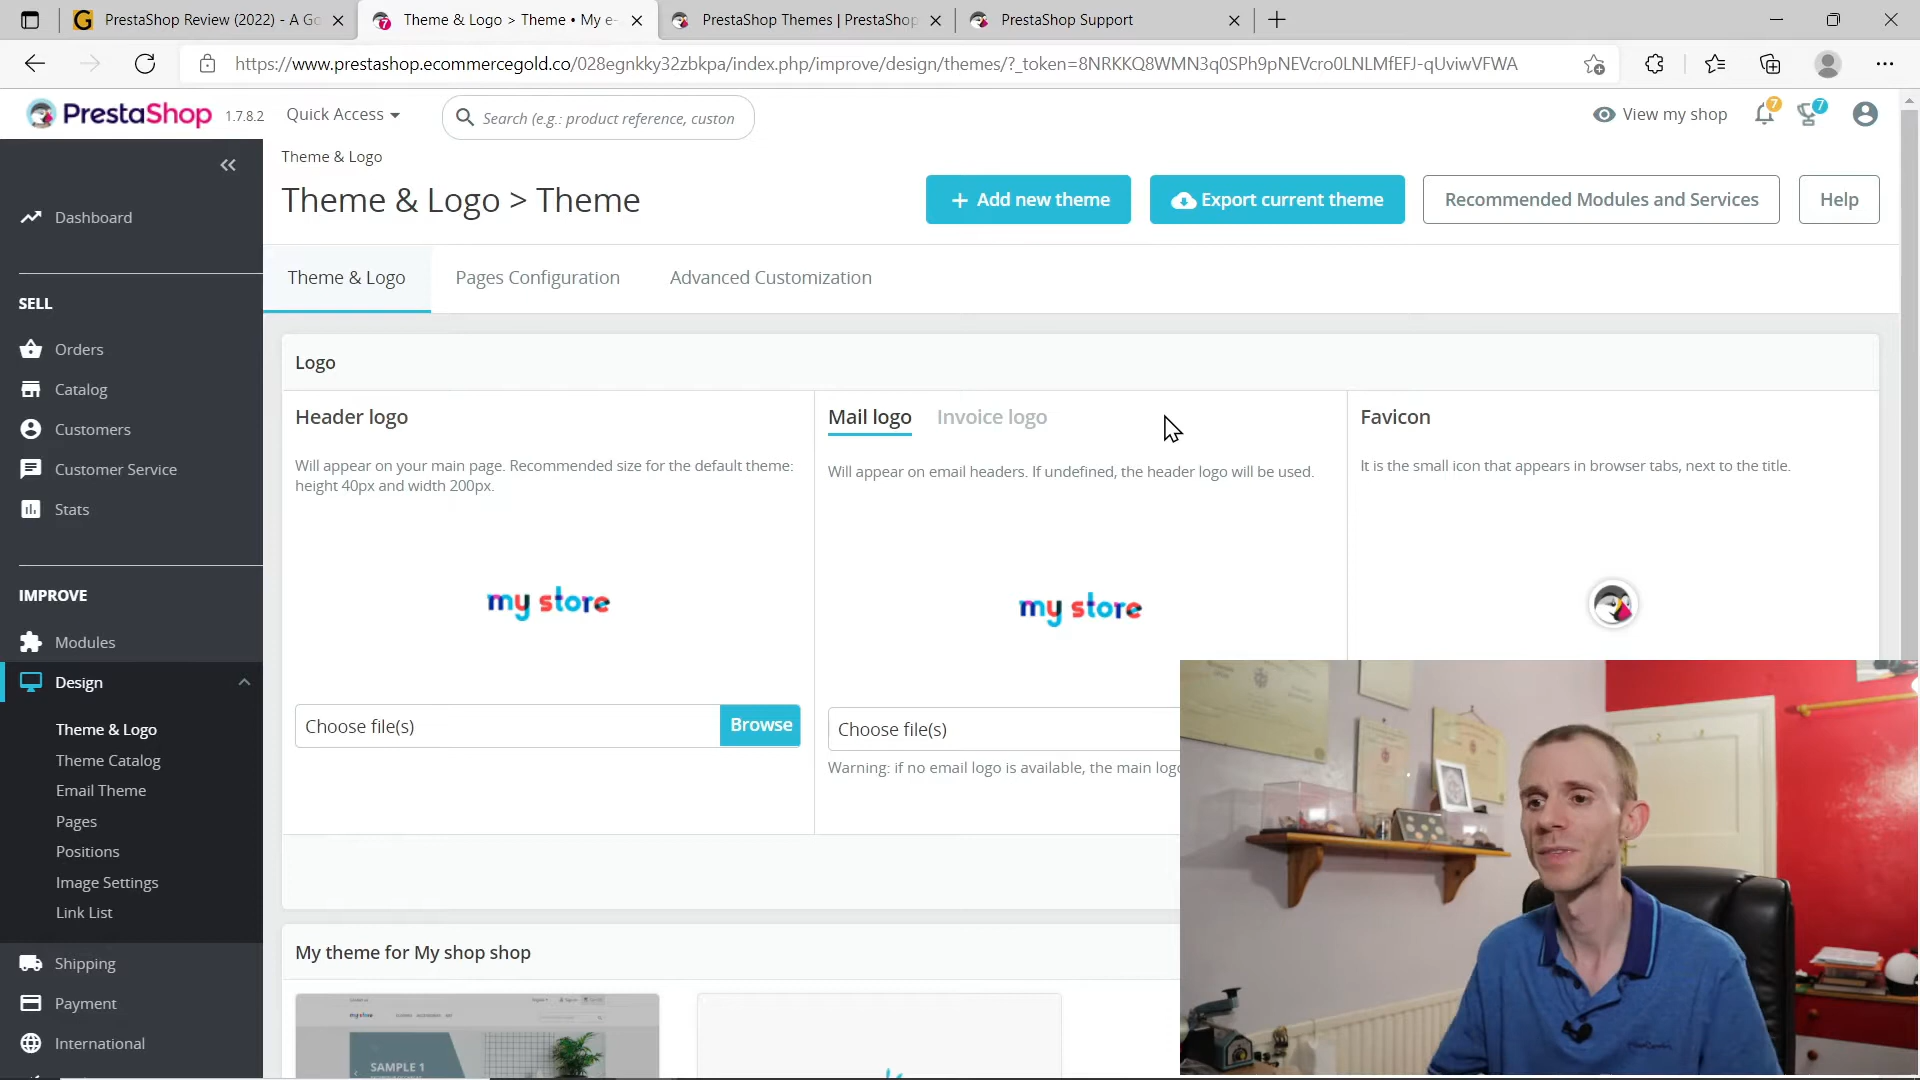 PrestaShop Review (2022) - A Go
Theme & Logo > Theme • My e-
PrestaShop Themes | PrestaShop
PrestaShop Support
https://www.prestashop.ecommercegold.co/028egnkky32zbkpa/index.php/improve/design/themes/?_token=8NRKKQ8WMN3q0SPh9pNEVcro0LNLMfEFJ-qUviwVFWA
PrestaShop 1.7.8.2
Quick Access
Search (e.g.: product reference, custon
View my shop
7
7
Theme & Logo
Theme & Logo > Theme
Add new theme
Export current theme
Recommended Modules and Services
Help
Theme & Logo
Pages Configuration
Advanced Customization
Dashboard
SELL
Orders
Catalog
Customers
Customer Service
Stats
IMPROVE
Modules
Design
Theme & Logo
Theme Catalog
Email Theme
Pages
Positions
Image Settings
Link List
Shipping
Payment
International
Logo
Header logo
Will appear on your main page. Recommended size for the default theme:
height 40px and width 200px.
my store
Choose file(s)
Browse
Mail logo
Invoice logo
Will appear on email headers. If undefined, the header logo will be used.
my store
Choose file(s)
Warning: if no email logo is available, the main logo
Favicon
It is the small icon that appears in browser tabs, next to the title.
My theme for My shop shop
my store
SAMPLE 1